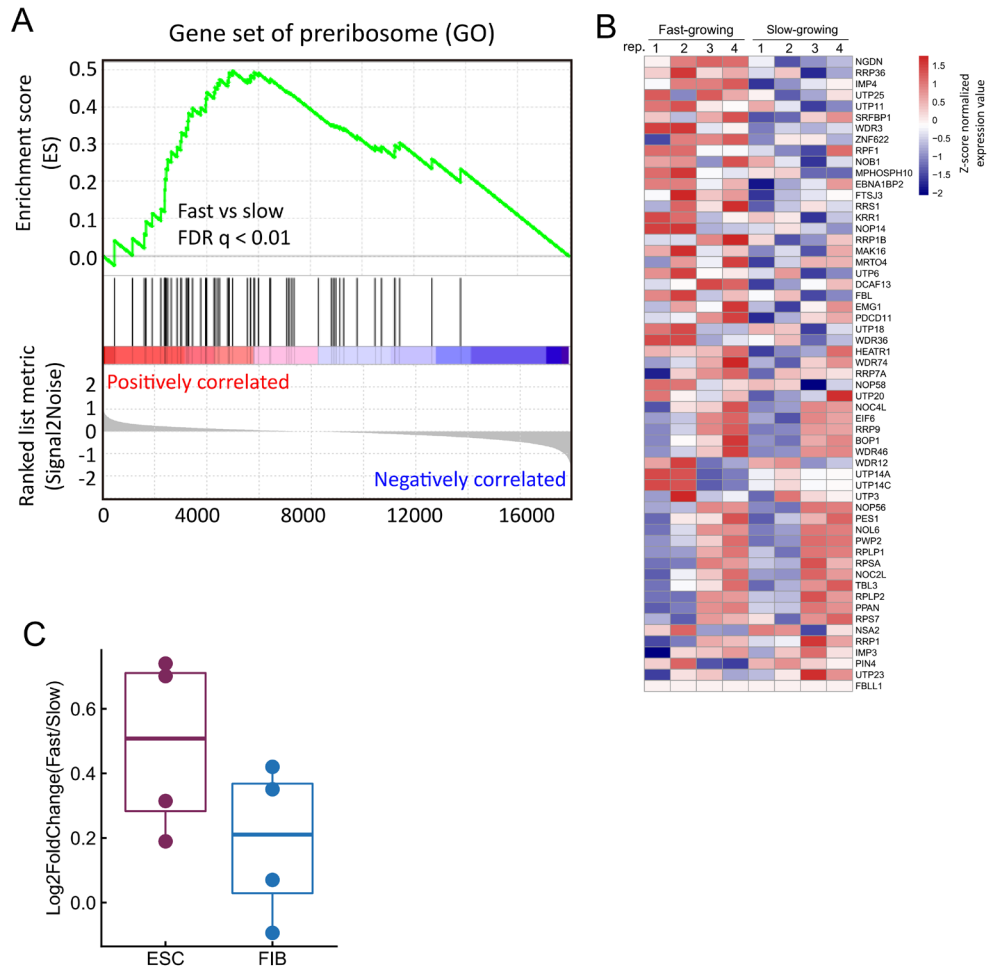 A
Gene set of preribosome (GO)
Enrichment score
(ES)
0.5
0.4
0.3
0.2
0.1
0.0
Fast vs slow
FDR q < 0.01
Ranked list metric
(Signal2Noise)
Positively correlated
2
1
0
-1
-2
Negatively correlated
0 4000 8000 12000 16000
B
Fast-growing Slow-growing
rep. 1 2 3 4 1 2 3 4
NGDN
RRP36
IMP4
UTP25
UTP11
SRFBP1
WDR3
ZNF622
RPF1
NOB1
MPHOSPH10
EBNA1BP2
FTSJ3
RRS1
KRR1
NOP14
RRP1B
MAK16
MRTO4
UTP6
DCAF13
FBL
EMG1
PDCD11
UTP18
WDR36
HEATR1
WDR74
RRP7A
NOP58
UTP20
NOC4L
EIF6
RRP9
BOP1
WDR46
WDR12
UTP14A
UTP14C
UTP3
NOP56
PES1
NOL6
PWP2
RPLP1
RPSA
NOC2L
TBL3
RPLP2
PPAN
RPS7
NSA2
RRP1
IMP3
PIN4
UTP23
FBLL1
1.5
1
0.5
0
−0.5
−1
−1.5
−2
Z-score normalized
expression value
C
Log2FoldChange(Fast/Slow)
0.6
0.4
0.2
0.0
ESC FIB